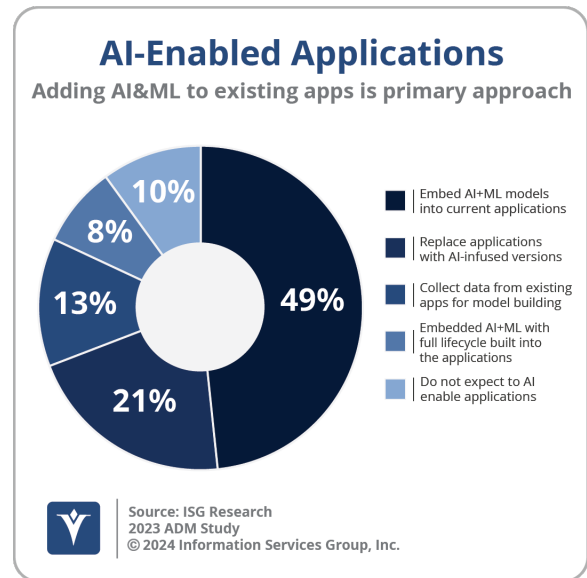 AI-Enabled Applications
Adding AI&ML to existing apps is primary approach
10%
8%
13%
49%
21%
Embed AI+ML models
into current applications
Replace applications
with AI-infused versions
Collect data from existing
apps for model building
Embedded AI+ML with
full lifecycle built into
the applications
Do not expect to AI
enable applications
Source: ISG Research
2023 ADM Study
© 2024 Information Services Group, Inc.